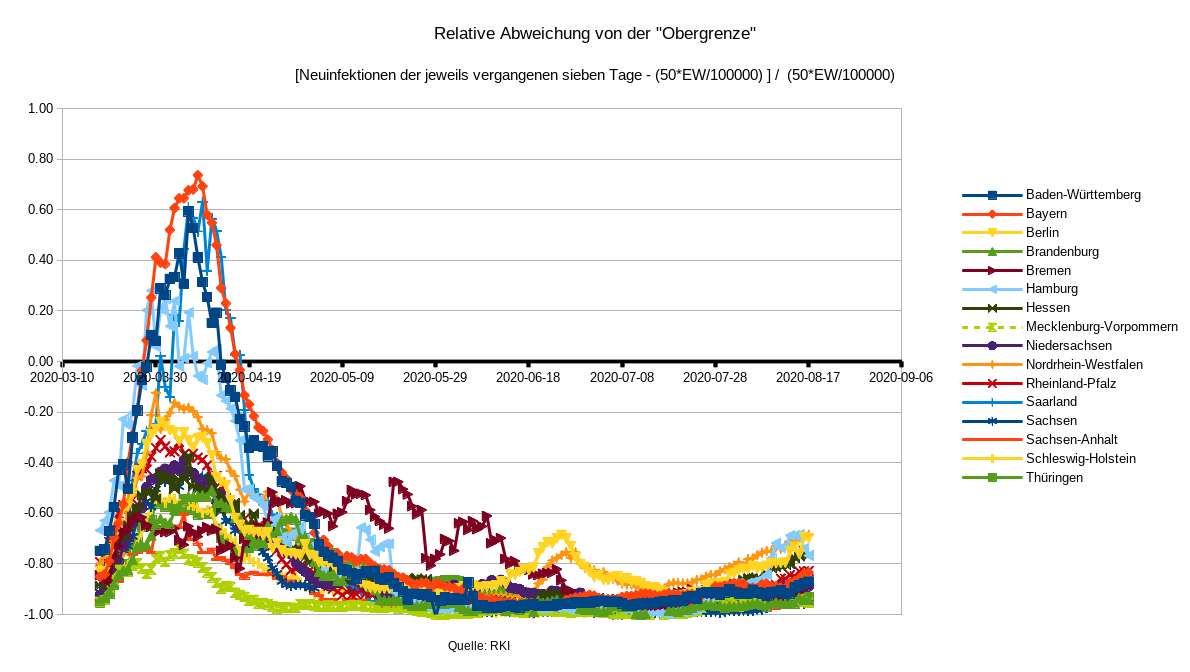 Relative Abweichung von der "Obergrenze"
[Neuinfektionen der jeweils vergangenen sieben Tage - (50*EW/100000) ] / (50*EW/100000)
1.00
0.80
0.60
0.40
0.20
0.00
-0.20
-0.40
-0.60
-0.80
-1.00
2020-03-10 2020-03-30 2020-04-19 2020-05-09 2020-05-29 2020-06-18 2020-07-08 2020-07-28 2020-08-17 2020-09-06
Baden-Württemberg
Bayern
Berlin
Brandenburg
Bremen
Hamburg
Hessen
Mecklenburg-Vorpommern
Niedersachsen
Nordrhein-Westfalen
Rheinland-Pfalz
Saarland
Sachsen
Sachsen-Anhalt
Schleswig-Holstein
Thüringen
Quelle: RKI